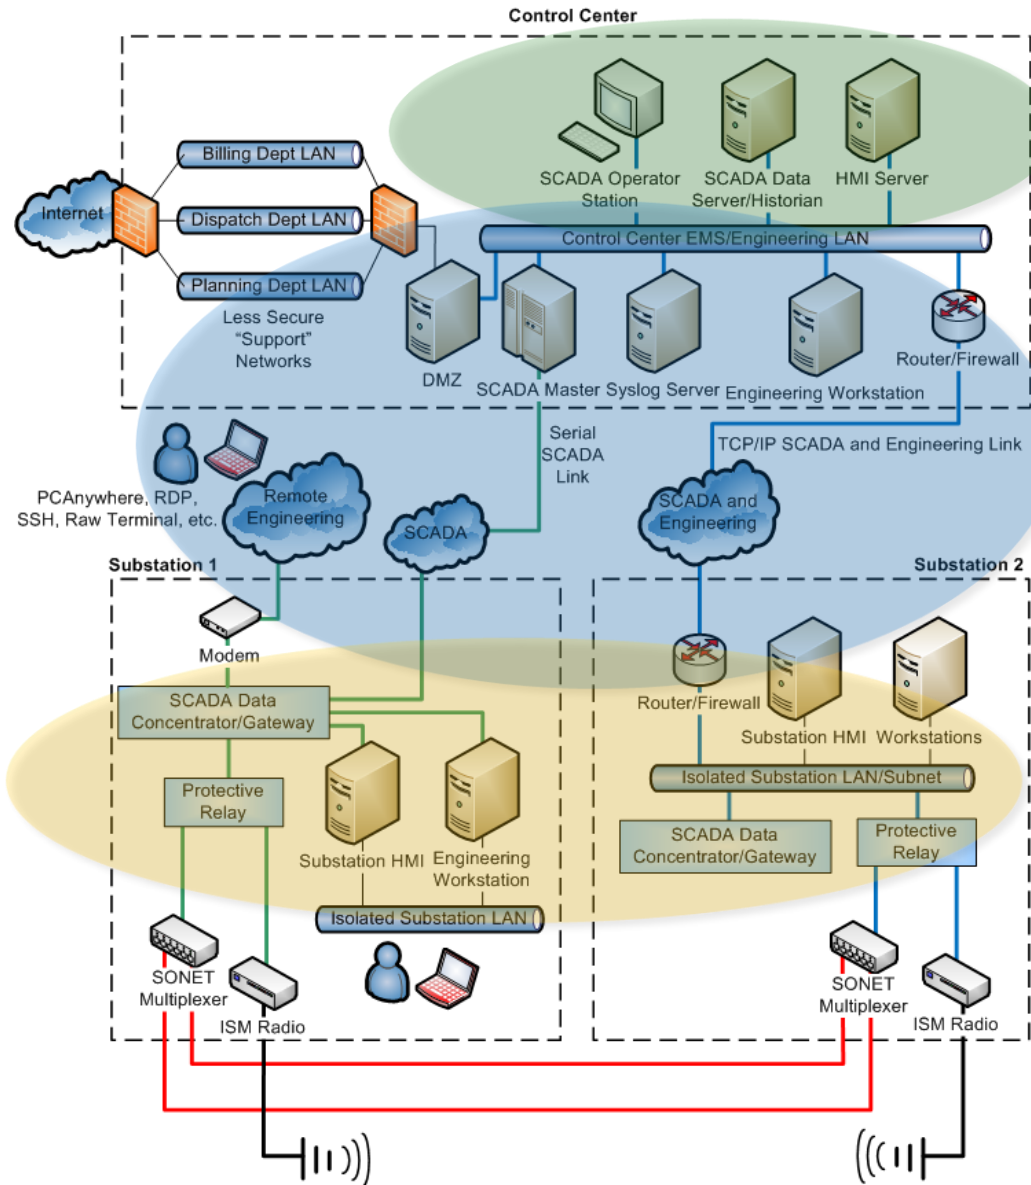 Control Center
Billing Dept LAN
Internet
Dispatch Dept LAN
Planning Dept LAN
Less Secure
“Support”
Networks
SCADA Operator
Station
SCADA Data
Server/Historian
HMI Server
Control Center EMS/Engineering LAN
DMZ
SCADA Master
Syslog Server
Engineering Workstation
Router/Firewall
Serial
SCADA
Link
TCP/IP SCADA and Engineering Link
PCAnywhere, RDP,
SSH, Raw Terminal, etc.
Remote
Engineering
SCADA
SCADA and
Engineering
Substation 1
Modem
SCADA Data
Concentrator/Gateway
Protective
Relay
Substation HMI
Engineering
Workstation
Isolated Substation LAN
SONET
Multiplexer
ISM Radio
Substation 2
Router/Firewall
Substation HMI
Workstations
Isolated Substation LAN/Subnet
SCADA Data
Concentrator/Gateway
Protective
Relay
SONET
Multiplexer
ISM Radio